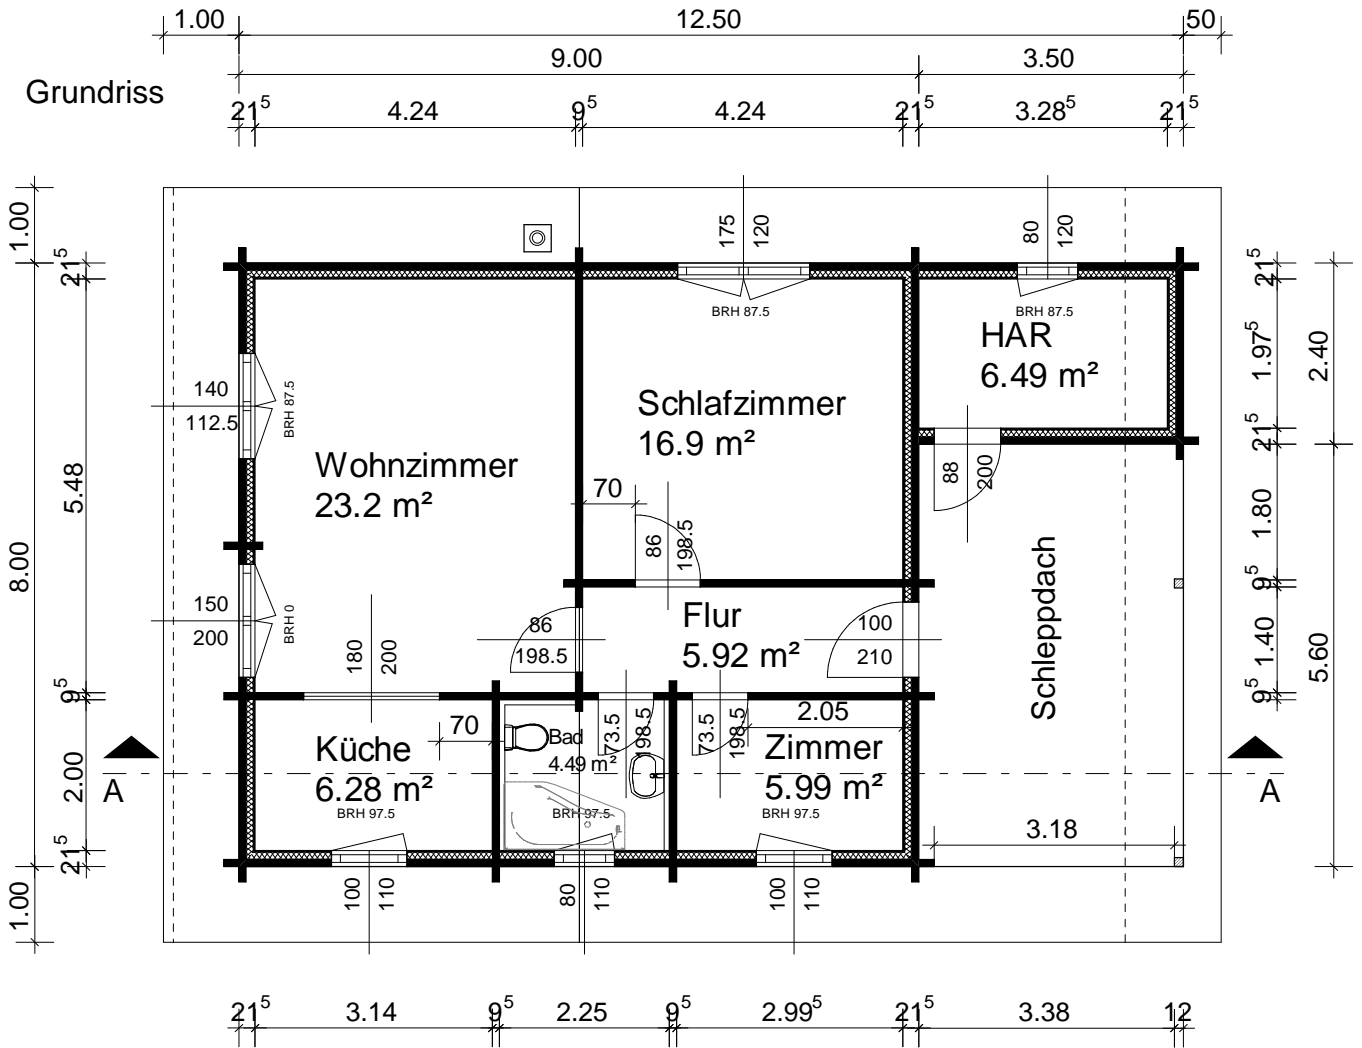 1.00 12.50 50
9.00 3.50
Grundriss
21⁵ 4.24 9⁵ 4.24 21⁵ 3.28⁵ 21⁵
1.00
21⁵
5.48
8.00
9⁵
2.00
21⁵
1.00
175 120
80 120
BRH 87.5
BRH 87.5
HAR
6.49 m²
140
112.5
BRH 87.5
Schlafzimmer
16.9 m²
Wohnzimmer
23.2 m²
70
88 200
86 198.5
150
200
BRH 0
180 200
86
198.5
Flur
5.92 m²
100
210
Schleppdach
70
73.5 198.5
73.5 198.5
2.05
Küche
6.28 m²
Bad
4.49 m²
Zimmer
5.99 m²
A
A
BRH 97.5
BRH 97.5
BRH 97.5
3.18
100 110
80 110
100 110
21⁵
1.97⁵
21⁵
1.80
9⁵
1.40
9⁵
2.40
5.60
21⁵ 3.14 9⁵ 2.25 9⁵ 2.99⁵ 21⁵ 3.38 12